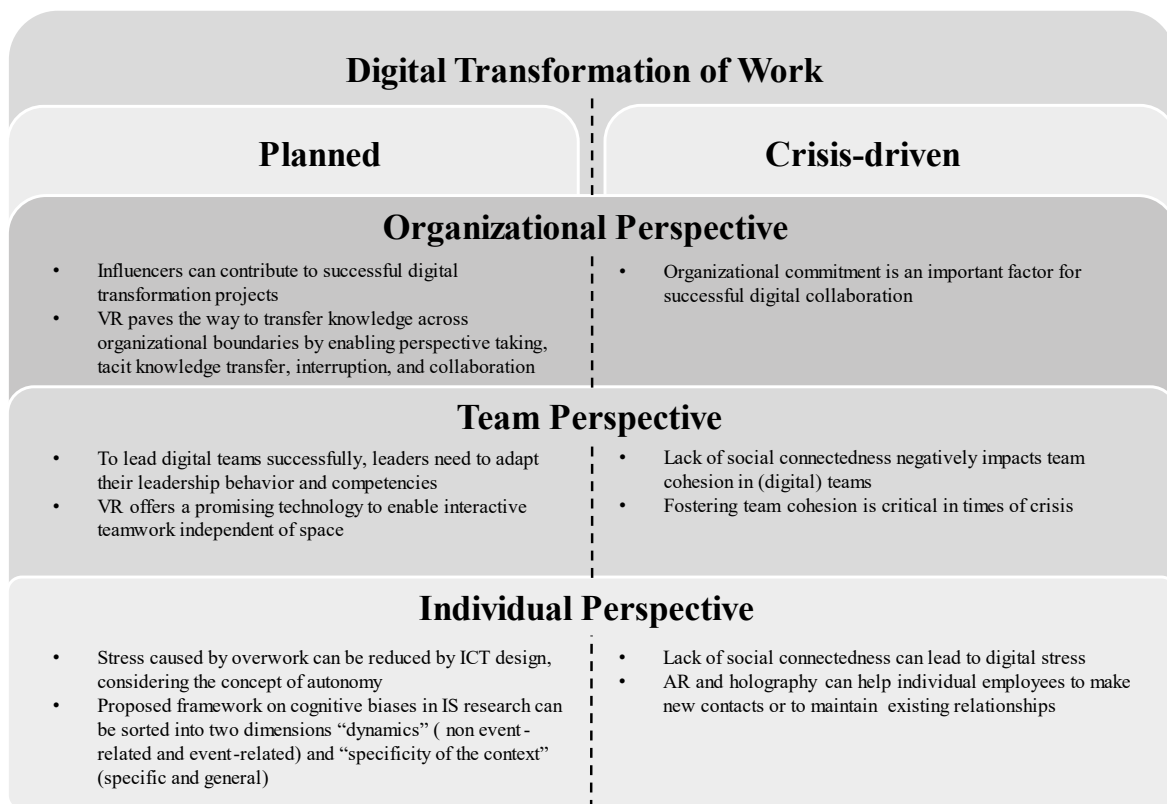 Digital Transformation of Work
Planned
Crisis-driven
Organizational Perspective
• Influencers can contribute to successful digital
transformation projects
• VR paves the way to transfer knowledge across
organizational boundaries by enabling perspective taking,
tacit knowledge transfer, interruption, and collaboration
• Organizational commitment is an important factor for
successful digital collaboration
Team Perspective
• To lead digital teams successfully, leaders need to adapt
their leadership behavior and competencies
• VR offers a promising technology to enable interactive
teamwork independent of space
• Lack of social connectedness negatively impacts team
cohesion in (digital) teams
• Fostering team cohesion is critical in times of crisis
Individual Perspective
• Stress caused by overwork can be reduced by ICT design,
considering the concept of autonomy
• Proposed framework on cognitive biases in IS research can
be sorted into two dimensions “dynamics” ( non event-
related and event-related) and “specificity of the context”
(specific and general)
• Lack of social connectedness can lead to digital stress
• AR and holography can help individual employees to make
new contacts or to maintain existing relationships